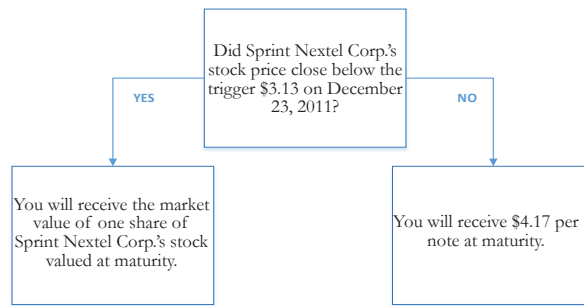 Did Sprint Nextel Corp.'s
stock price close below the
trigger $3.13 on December
23, 2011?
YES
NO
You will receive the market
value of one share of
Sprint Nextel Corp.'s stock
valued at maturity.
You will receive $4.17 per
note at maturity.